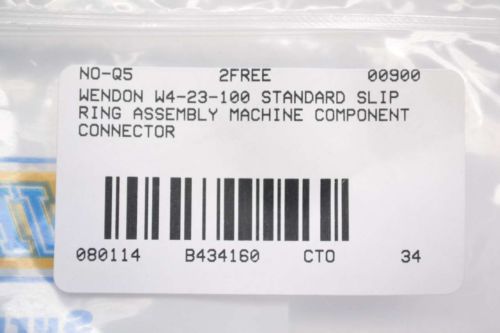 NO-Q5 2FREE 00900
WENDON W4-23-100 STANDARD SLIP
RING ASSEMBLY MACHINE COMPONENT
CONNECTOR
080114 B434160 CTO 34